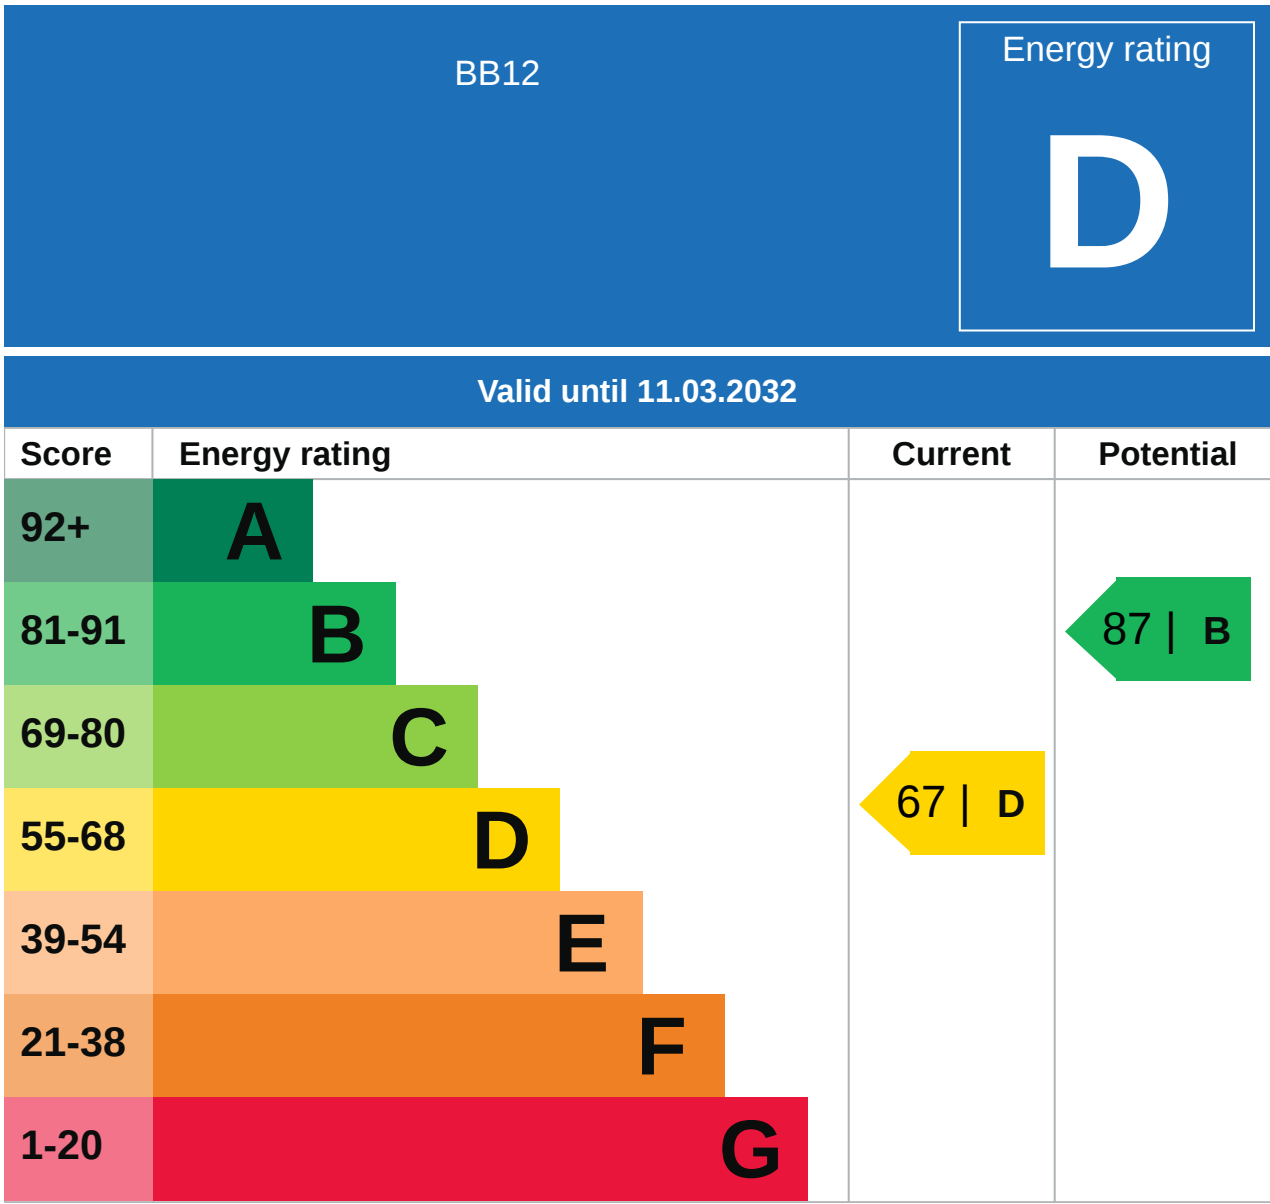 BB12
Energy rating
D
Valid until 11.03.2032
Score Energy rating Current Potential
92+ A
81-91 B 87 | B
69-80 C
55-68 D 67 | D
39-54 E
21-38 F
1-20 G